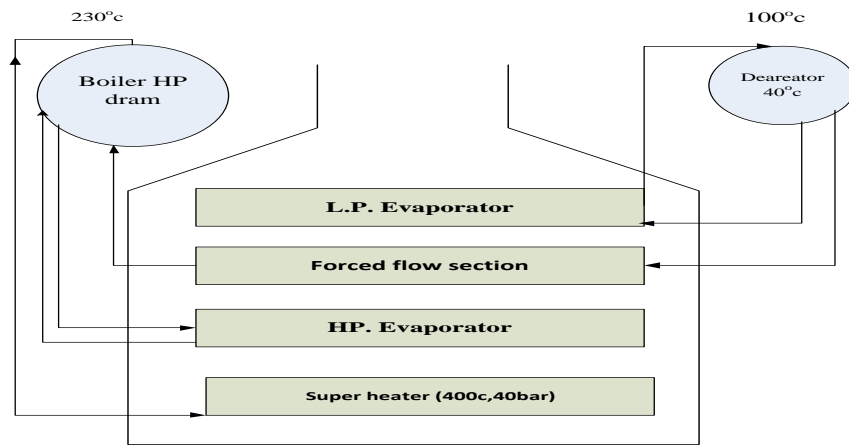 230°c
100°c
Boiler HP
dram
Deareator
40°c
L.P. Evaporator
Forced flow section
HP. Evaporator
Super heater (400c,40bar)